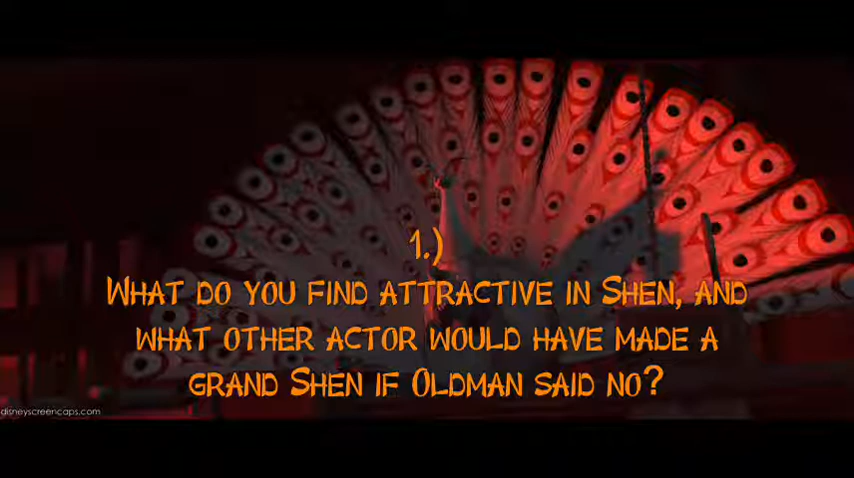 1.)
What do you find attractive in Shen, and
what other actor would have made a
grand Shen if Oldman said no?
disneyscreencaps.com